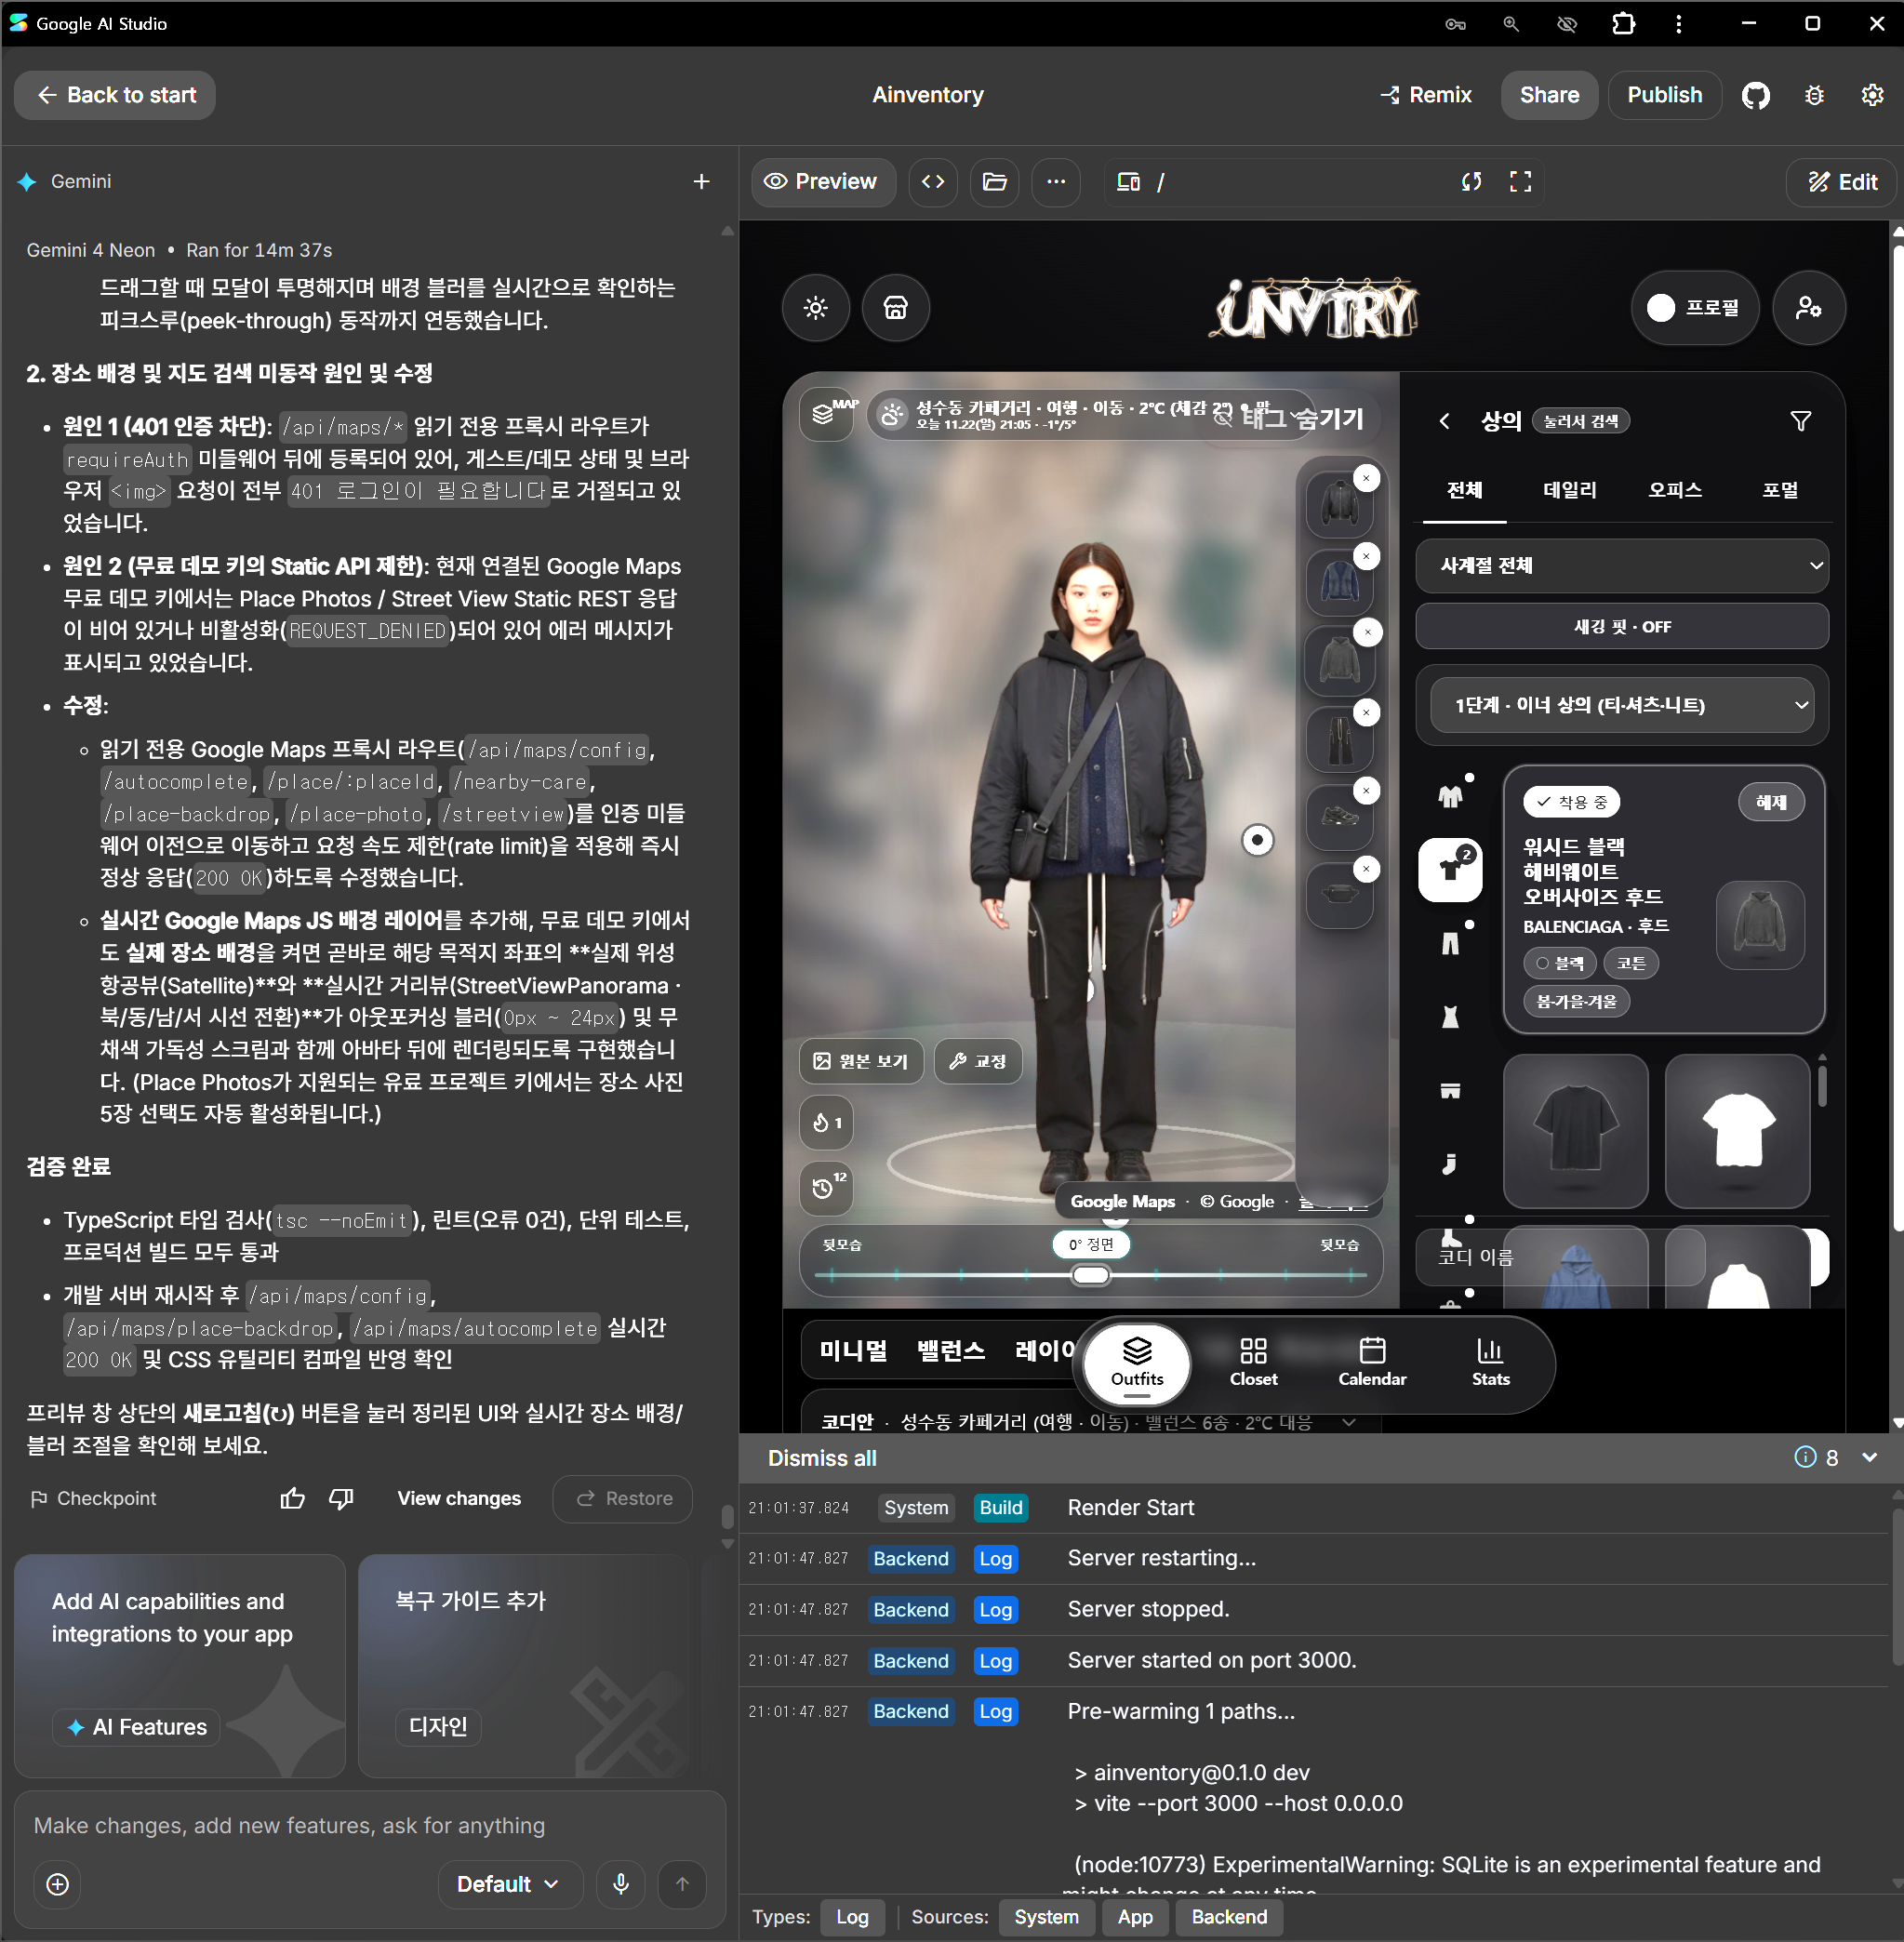 Google AI Studio
Back to start
Ainventory
Remix
Share
Publish
Gemini
Preview
/
Edit
Gemini 4 Neon • Ran for 14m 37s
드래그할 때 모달이 투명해지며 배경 블러를 실시간으로 확인하는
피크스루(peek-through) 동작까지 연동했습니다.
2. 장소 배경 및 지도 검색 미동작 원인 및 수정
• 원인 1 (401 인증 차단): /api/maps/* 읽기 전용 프록시 라우트가
requireAuth 미들웨어 뒤에 등록되어 있어, 게스트/데모 상태 및 브라
우저 <img> 요청이 전부 401 로그인이 필요합니다로 거절되고 있
었습니다.
• 원인 2 (무료 데모 키의 Static API 제한): 현재 연결된 Google Maps
무료 데모 키에서는 Place Photos / Street View Static REST 응답
이 비어 있거나 비활성화(REQUEST_DENIED)되어 있어 에러 메시지가
표시되고 있었습니다.
• 수정:
◦ 읽기 전용 Google Maps 프록시 라우트(/api/maps/config,
/autocomplete, /place/:placeId, /nearby-care,
/place-backdrop, /place-photo, /streetview)를 인증 미들
웨어 이전으로 이동하고 요청 속도 제한(rate limit)을 적용해 즉시
정상 응답(200 OK)하도록 수정했습니다.
◦ 실시간 Google Maps JS 배경 레이어를 추가해, 무료 데모 키에서
도 실제 장소 배경을 켜면 곧바로 해당 목적지 좌표의 **실제 위성
항공뷰(Satellite)**와 **실시간 거리뷰(StreetViewPanorama ·
북/동/남/서 시선 전환)**가 아웃포커싱 블러(0px ~ 24px) 및 무
채색 가독성 스크림과 함께 아바타 뒤에 렌더링되도록 구현했습니
다. (Place Photos가 지원되는 유료 프로젝트 키에서는 장소 사진
5장 선택도 자동 활성화됩니다.)
검증 완료
• TypeScript 타입 검사(tsc --noEmit), 린트(오류 0건), 단위 테스트,
프로덕션 빌드 모두 통과
• 개발 서버 재시작 후 /api/maps/config,
/api/maps/place-backdrop, /api/maps/autocomplete 실시간
200 OK 및 CSS 유틸리티 컴파일 반영 확인
프리뷰 창 상단의 새로고침(↻) 버튼을 눌러 정리된 UI와 실시간 장소 배경/
블러 조절을 확인해 보세요.
Checkpoint
View changes
Restore
Add AI capabilities and
integrations to your app
AI Features
복구 가이드 추가
디자인
Make changes, add new features, ask for anything
Default
iNVTRY
프로필
MAP
성수동 카페거리 · 여행 · 이동 · 2°C (체감 2°)
오늘 11.22(일) 21:05 · -1°/5°
태그 숨기기
원본 보기
교정
1
12
Google Maps · © Google ·
뒷모습
0° 정면
뒷모습
상의
눌러서 검색
전체
데일리
오피스
포멀
사계절 전체
새깅 핏 · OFF
1단계 · 이너 상의 (티·셔츠·니트)
2
착용 중
해제
워시드 블랙
헤비웨이트
오버사이즈 후드
BALENCIAGA · 후드
블랙
코튼
봄·가을·겨울
코디 이름
미니멀
밸런스
레이어
Outfits
Closet
Calendar
Stats
코디안 · 성수동 카페거리 (여행 · 이동) · 밸런스 6종 · 2°C 대응
Dismiss all
8
21:01:37.824 System Build Render Start
21:01:47.827 Backend Log Server restarting...
21:01:47.827 Backend Log Server stopped.
21:01:47.827 Backend Log Server started on port 3000.
21:01:47.827 Backend Log Pre-warming 1 paths...
> ainventory@0.1.0 dev
> vite --port 3000 --host 0.0.0.0
(node:10773) ExperimentalWarning: SQLite is an experimental feature and
might change at any time
Types: Log Sources: System App Backend